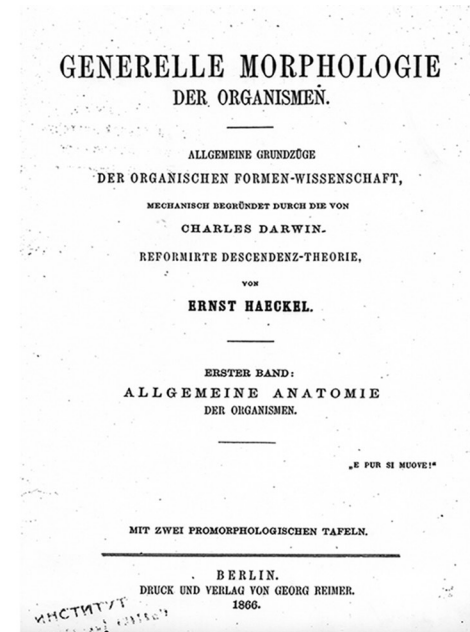 GENERELLE MORPHOLOGIE
DER ORGANISMEN.
ALLGEMEINE GRUNDZÜGE
DER ORGANISCHEN FORMEN-WISSENSCHAFT,
MECHANISCH BEGRÜNDET DURCH DIE VON
CHARLES DARWIN
REFORMIRTE DESCENDENZ-THEORIE,
VON
ERNST HAECKEL.
ERSTER BAND:
ALLGEMEINE ANATOMIE
DER ORGANISMEN.
„E PUR SI MUOVE!“
MIT ZWEI PROMORPHOLOGISCHEN TAFELN.
BERLIN.
DRUCK UND VERLAG VON GEORG REIMER.
1866.
ИНСТИТУТ